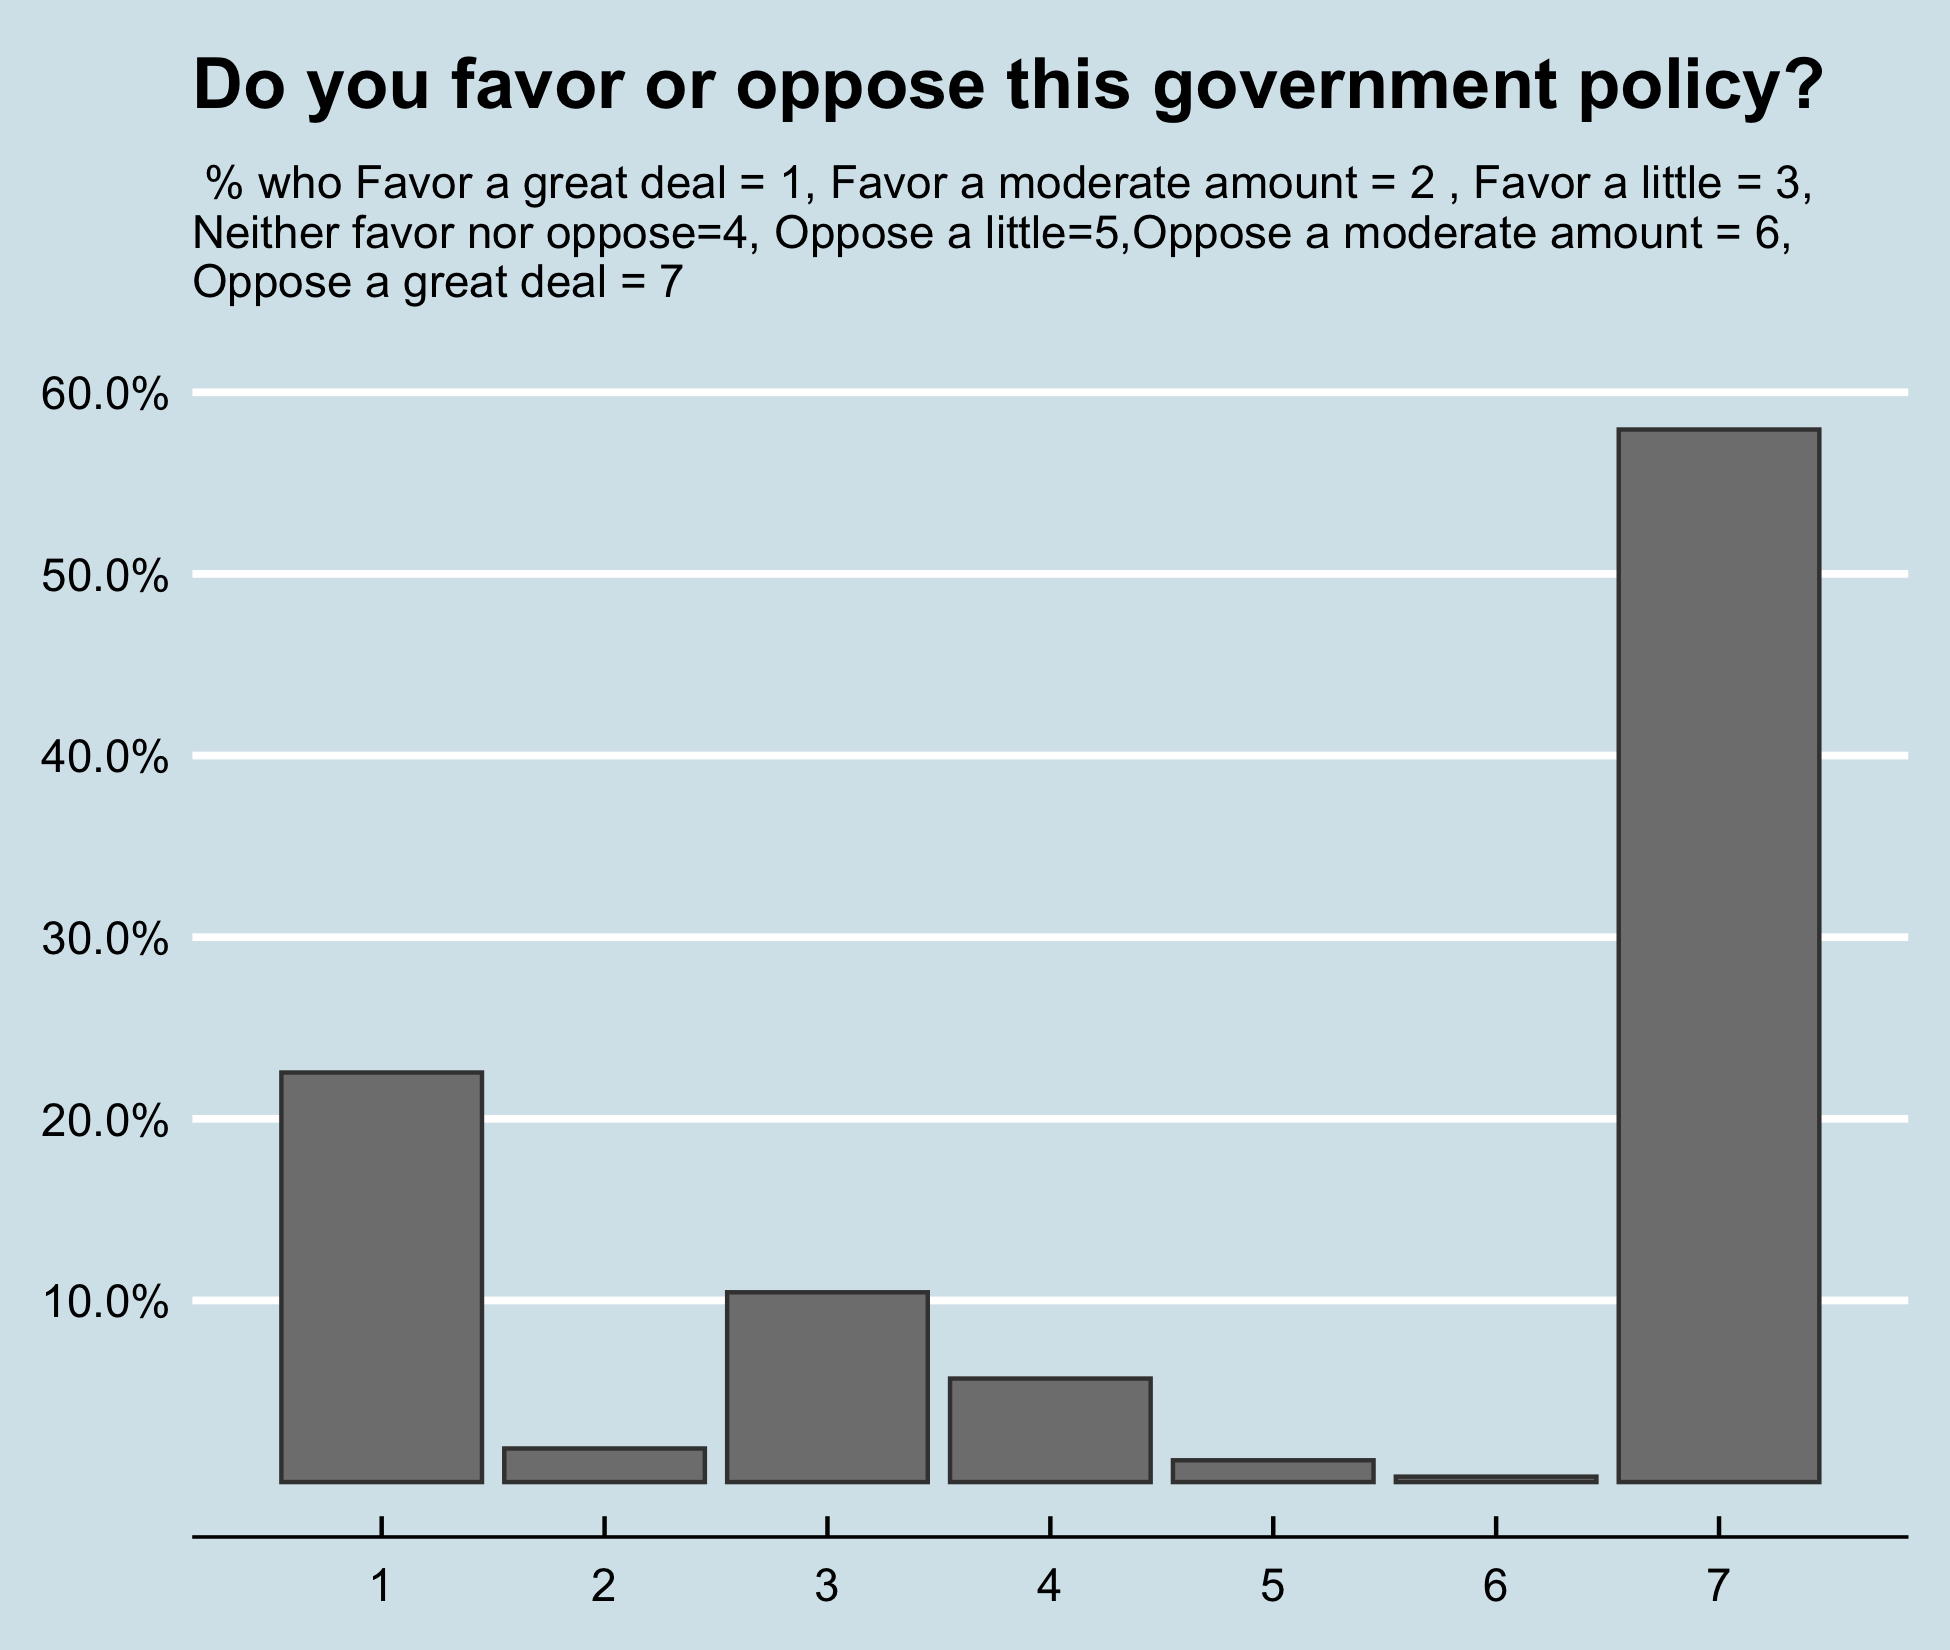 Do you favor or oppose this government policy?
% who Favor a great deal = 1, Favor a moderate amount = 2 , Favor a little = 3,
Neither favor nor oppose=4, Oppose a little=5,Oppose a moderate amount = 6,
Oppose a great deal = 7
60.0%
50.0%
40.0%
30.0%
20.0%
10.0%
1 2 3 4 5 6 7